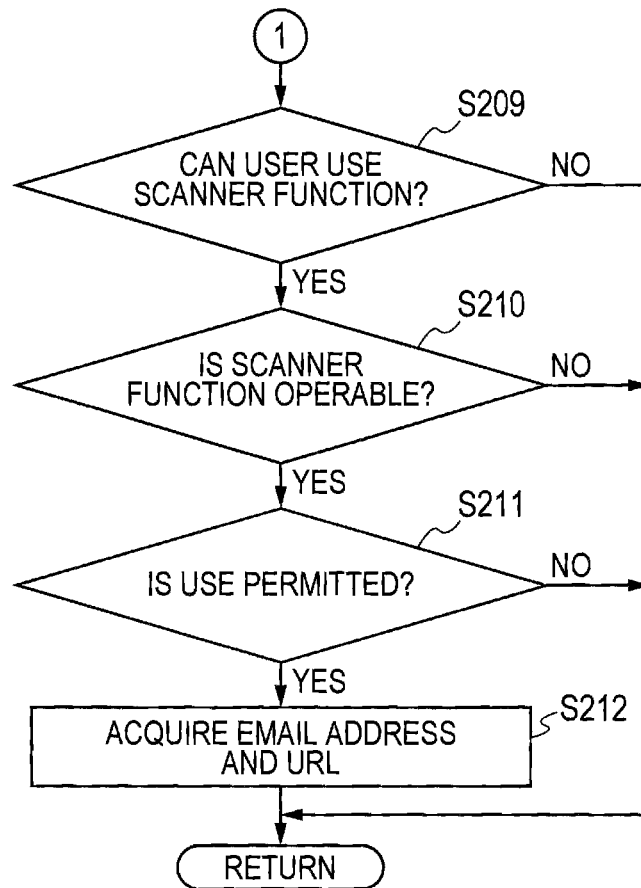 1
S209
CAN USER USE
SCANNER FUNCTION?
NO
YES
S210
IS SCANNER
FUNCTION OPERABLE?
NO
YES
S211
IS USE PERMITTED?
NO
YES
S212
ACQUIRE EMAIL ADDRESS
AND URL
RETURN